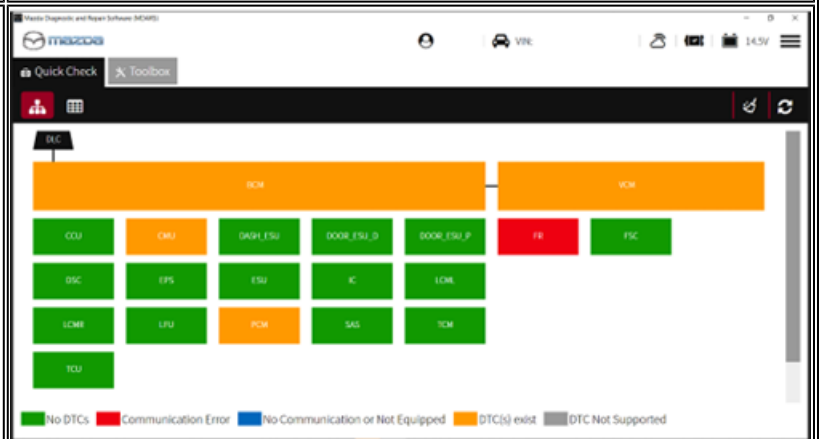 Mazda Diagnostic and Repair Software (MDARS)
mazda
VIN:
14.5V
Quick Check
Toolbox
DLC
BCM
VCM
CCU CMU DASH_ESU DOOR_ESU_D DOOR_ESU_P FR FSC
DSC EPS ESU IC LCML
LCMR LFU PCM SAS TCM
TCU
No DTCs Communication Error No Communication or Not Equipped DTC(s) exist DTC Not Supported